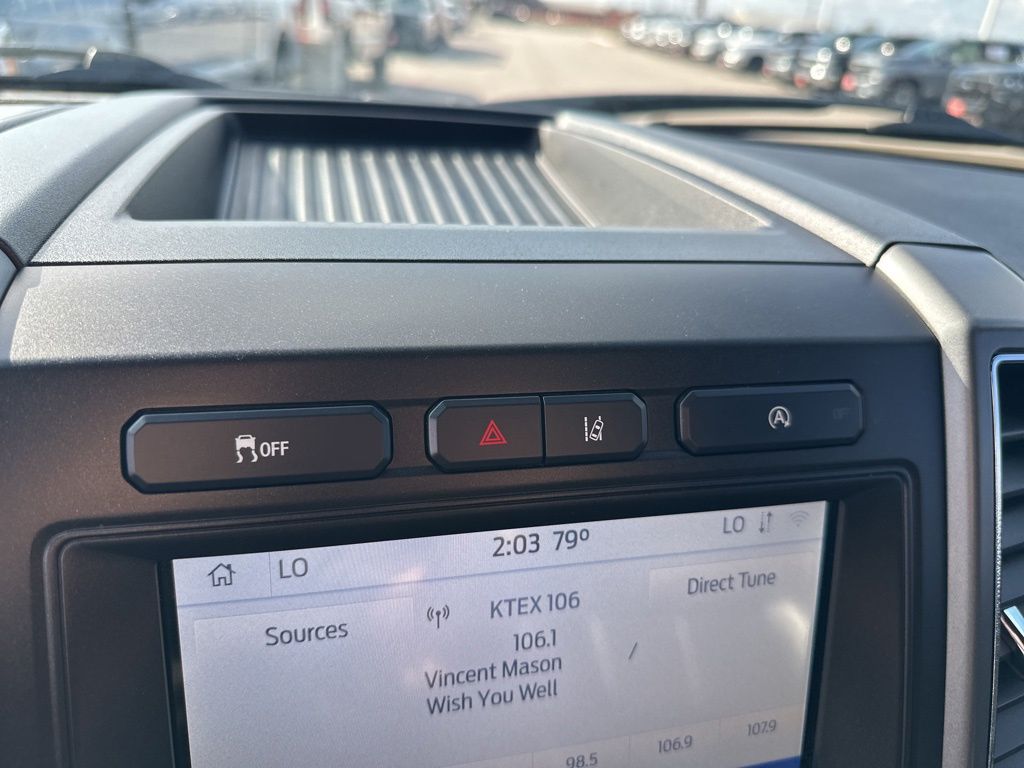 OFF
A
OFF
LO
2:03 79°
LO
Sources
KTEX 106
Direct Tune
106.1
Vincent Mason
/
Wish You Well
98.5
106.9
107.9